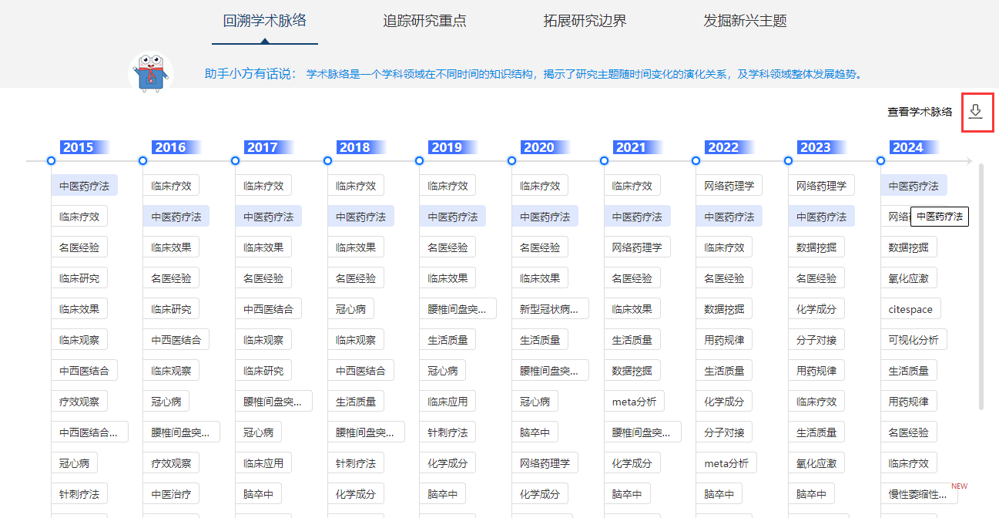 回溯学术脉络 追踪研究重点 拓展研究边界 发掘新兴主题
助手小方有话说： 学术脉络是一个学科领域在不同时间的知识结构，揭示了研究主题随时间变化的演化关系，及学科领域整体发展趋势。
查看学术脉络
2015 2016 2017 2018 2019 2020 2021 2022 2023 2024
中医药疗法 临床疗效 临床疗效 临床疗效 临床疗效 临床疗效 临床疗效 网络药理学 网络药理学 中医药疗法
临床疗效 中医药疗法 中医药疗法 中医药疗法 中医药疗法 中医药疗法 中医药疗法 中医药疗法 中医药疗法 网络 中医药疗法
名医经验 临床效果 临床效果 临床效果 名医经验 名医经验 网络药理学 临床疗效 数据挖掘 数据挖掘
临床研究 名医经验 名医经验 名医经验 临床效果 临床效果 名医经验 名医经验 名医经验 氧化应激
临床效果 临床研究 中西医结合 冠心病 腰椎间盘突... 新型冠状病... 临床效果 数据挖掘 化学成分 citespace
临床观察 中西医结合 临床观察 临床观察 生活质量 生活质量 生活质量 用药规律 分子对接 可视化分析
中西医结合 临床观察 临床研究 中西医结合 冠心病 腰椎间盘突... 数据挖掘 生活质量 用药规律 生活质量
疗效观察 冠心病 腰椎间盘突... 生活质量 临床应用 冠心病 meta分析 化学成分 临床疗效 用药规律
中西医结合... 腰椎间盘突... 冠心病 腰椎间盘突... 针刺疗法 脑卒中 腰椎间盘突... 分子对接 生活质量 名医经验
冠心病 疗效观察 临床应用 针刺疗法 化学成分 网络药理学 化学成分 meta分析 氧化应激 临床疗效
针刺疗法 中医治疗 脑卒中 化学成分 脑卒中 化学成分 脑卒中 脑卒中 脑卒中 慢性萎缩性... NEW